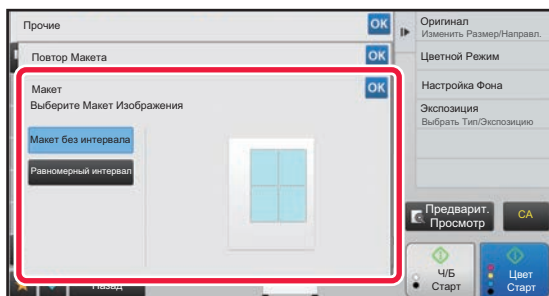 Прочие
OK
Повтор Макета
OK
Макет
OK
Выберите Макет Изображения
Макет без интервала
Равномерный интервал
Назад
Оригинал
Изменить Размер/Направл.
Цветной Режим
Настройка Фона
Экспозиция
Выбрать Тип/Экспозицию
Предварит.
Просмотр
CA
Ч/Б
Старт
Цвет
Старт